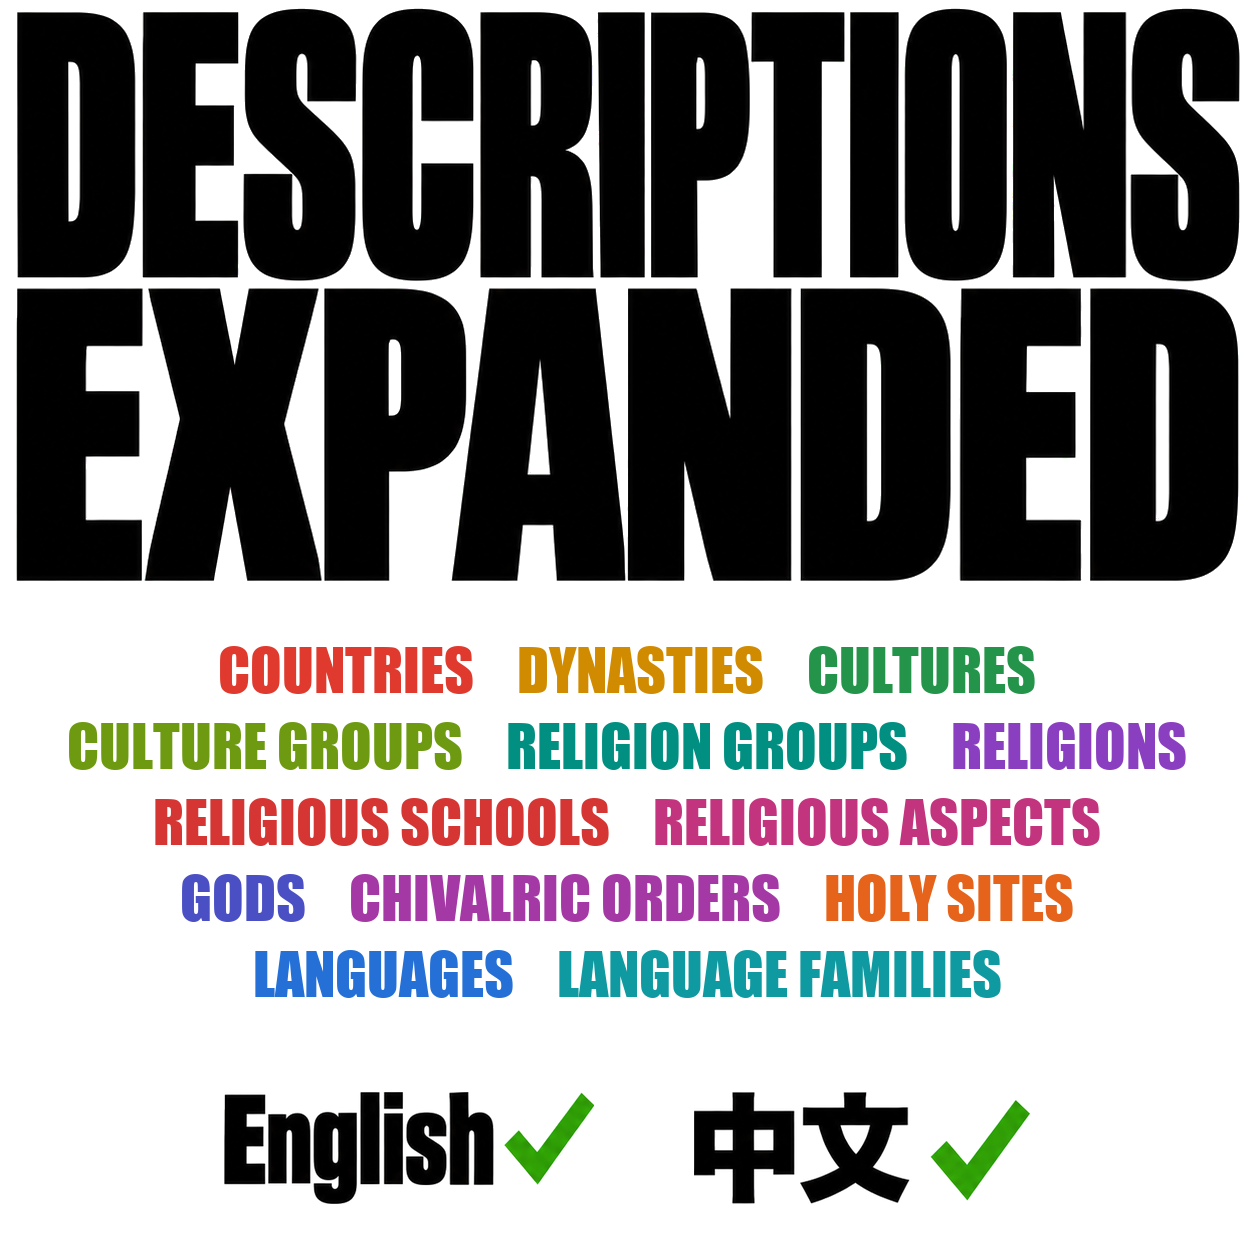 DESCRIPTIONS
EXPANDED
COUNTRIES DYNASTIES CULTURES
CULTURE GROUPS RELIGION GROUPS RELIGIONS
RELIGIOUS SCHOOLS RELIGIOUS ASPECTS
GODS CHIVALRIC ORDERS HOLY SITES
LANGUAGES LANGUAGE FAMILIES
English 中文